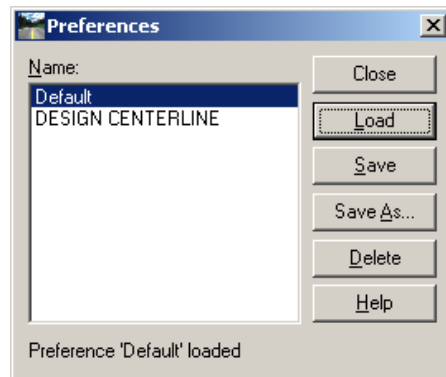 Preferences
Name:
Default
DESIGN CENTERLINE
Close
Load
Save
Save As...
Delete
Help
Preference 'Default' loaded